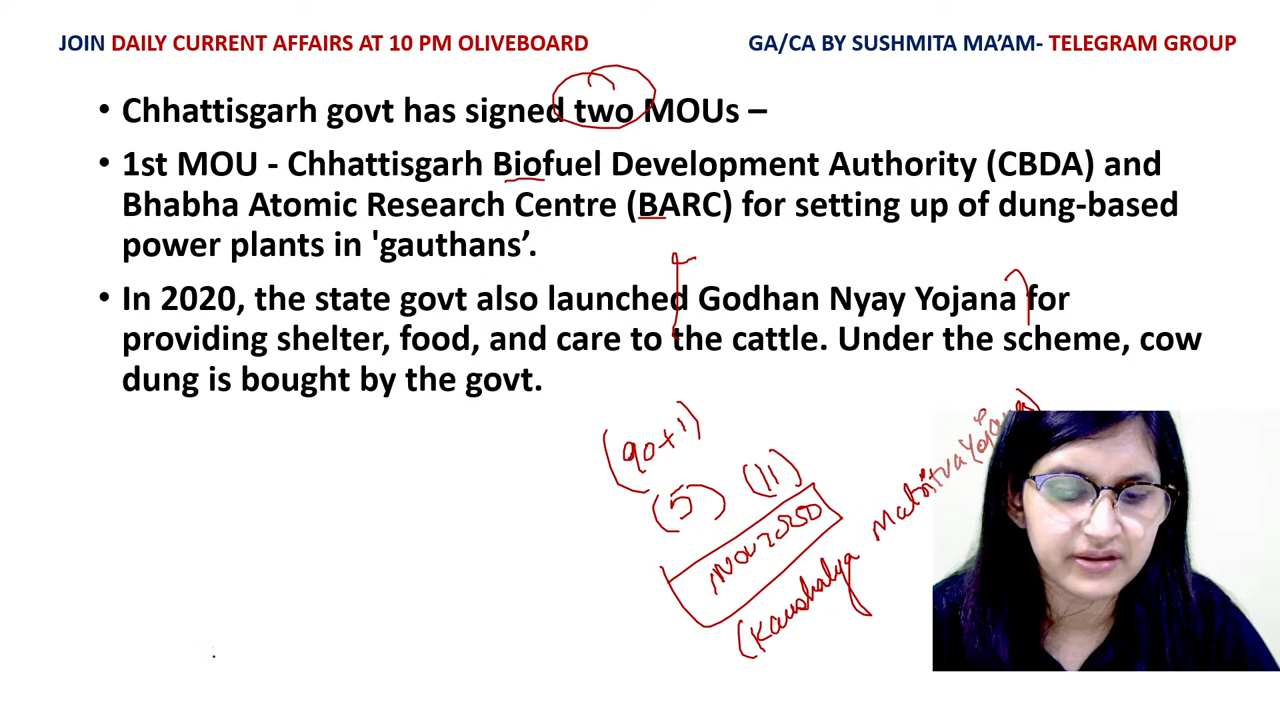 JOIN DAILY CURRENT AFFAIRS AT 10 PM OLIVEBOARD
GA/CA BY SUSHMITA MA’AM- TELEGRAM GROUP
• Chhattisgarh govt has signed two MOUs –
• 1st MOU - Chhattisgarh Biofuel Development Authority (CBDA) and
Bhabha Atomic Research Centre (BARC) for setting up of dung-based
power plants in 'gauthans’.
• In 2020, the state govt also launched Godhan Nyay Yojana for
providing shelter, food, and care to the cattle. Under the scheme, cow
dung is bought by the govt.
(90+1)
(5) (11)
(Kaushalya Matritva Yojana)